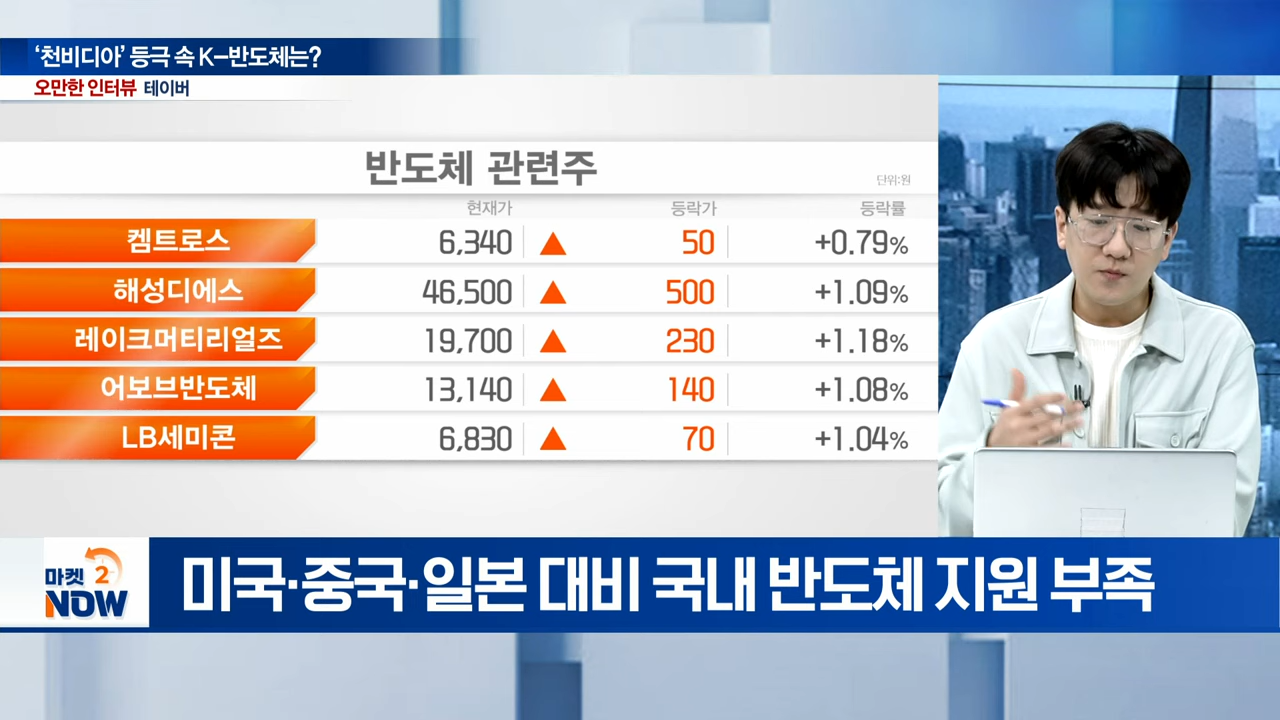 ‘천비디아’ 등극 속 K-반도체는?
오만한 인터뷰 테이버
반도체 관련주
단위:원
현재가 등락가 등락률
켐트로스 6,340 ▲ 50 +0.79%
해성디에스 46,500 ▲ 500 +1.09%
레이크머티리얼즈 19,700 ▲ 230 +1.18%
어보브반도체 13,140 ▲ 140 +1.08%
LB세미콘 6,830 ▲ 70 +1.04%
마켓 2
NOW
미국·중국·일본 대비 국내 반도체 지원 부족